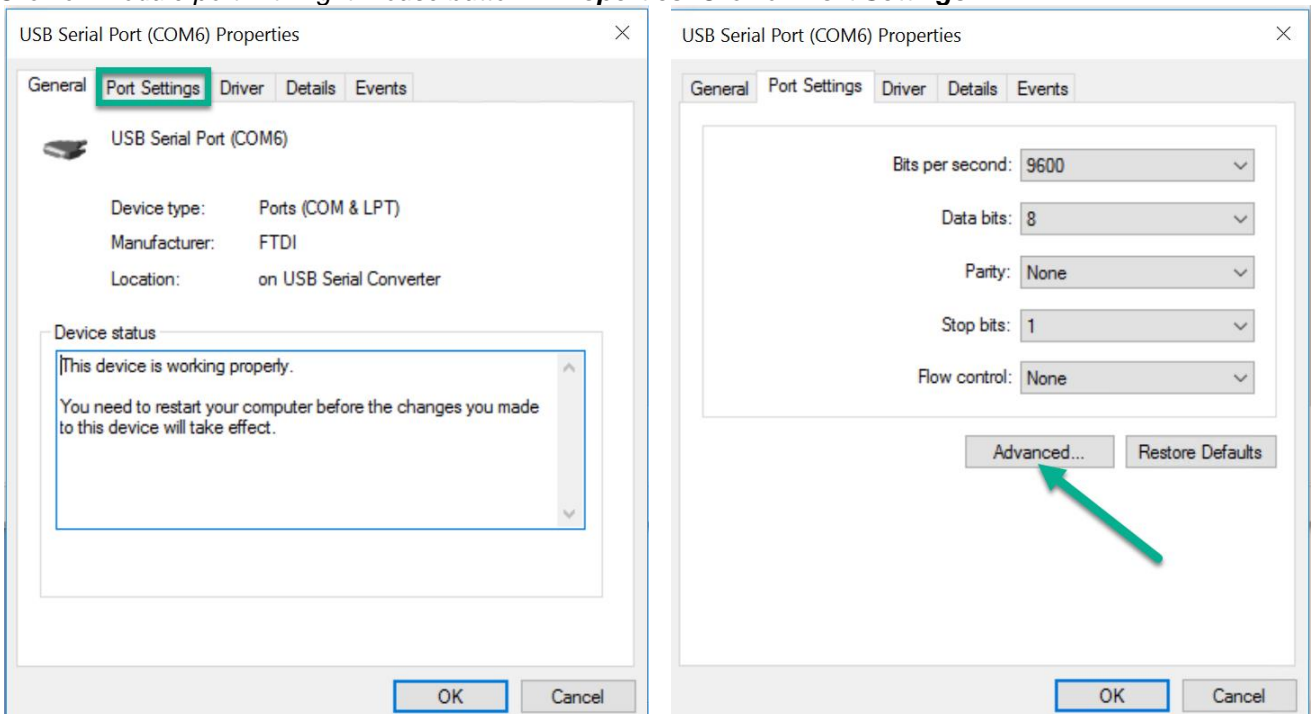 USB Serial Port (COM6) Properties
General Port Settings Driver Details Events
USB Serial Port (COM6)
Device type: Ports (COM & LPT)
Manufacturer: FTDI
Location: on USB Serial Converter
Device status
This device is working properly.
You need to restart your computer before the changes you made
to this device will take effect.
OK Cancel
USB Serial Port (COM6) Properties
General Port Settings Driver Details Events
Bits per second: 9600
Data bits: 8
Parity: None
Stop bits: 1
Flow control: None
Advanced... Restore Defaults
OK Cancel